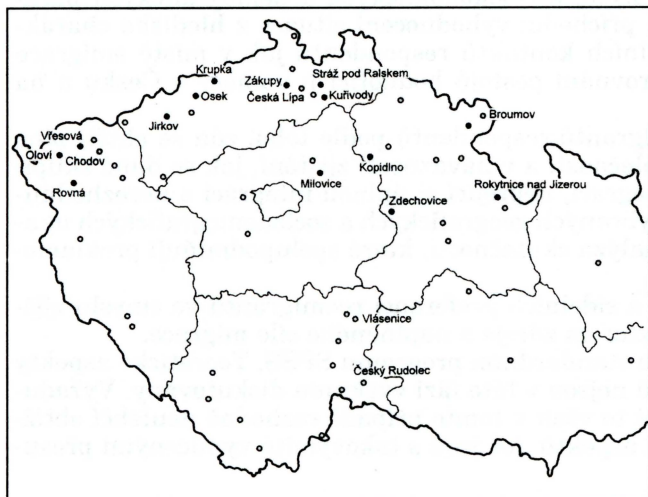 Krupka
Zákupy
Stráž pod Ralskem
Osek
Česká Lípa
Kuřivody
Jirkov
Broumov
Vřesová
Oloví
Chodov
Kopidlno
Milovice
Rovná
Rokytnice nad Jizerou
Zdechovice
Vlásenice
Český Rudolec